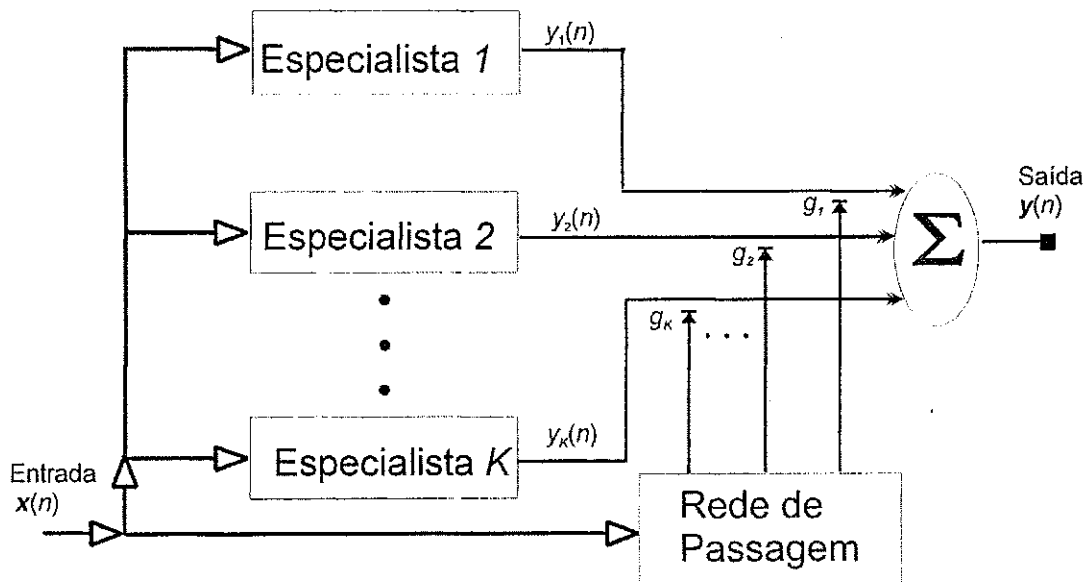 Especialista 1
y₁(n)
Especialista 2
y₂(n)
Especialista K
yₖ(n)
g₁
g₂
gₖ
. . .
Σ
Saída
y(n)
Entrada
x(n)
Rede de
Passagem